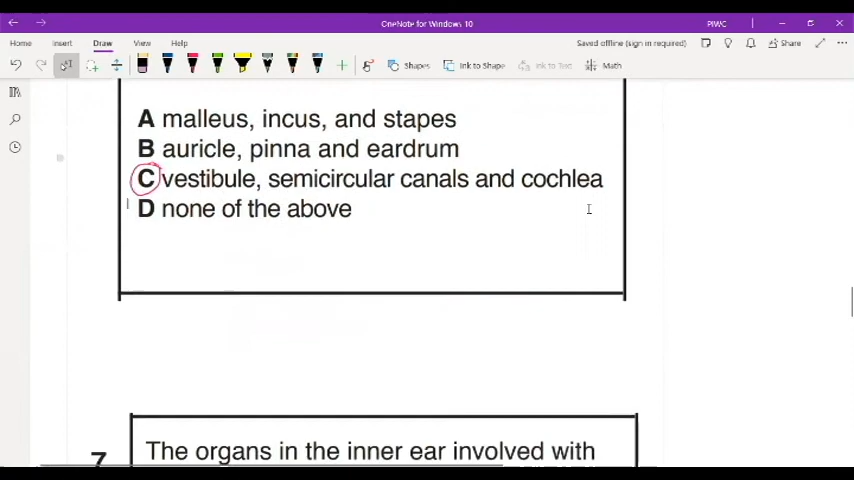 OneNote for Windows 10
PIWC
Home Insert Draw View Help
Saved offline (sign in required)
Share
Shapes
Ink to Shape
Ink to Text
Math
A malleus, incus, and stapes
B auricle, pinna and eardrum
C vestibule, semicircular canals and cochlea
D none of the above
7 The organs in the inner ear involved with